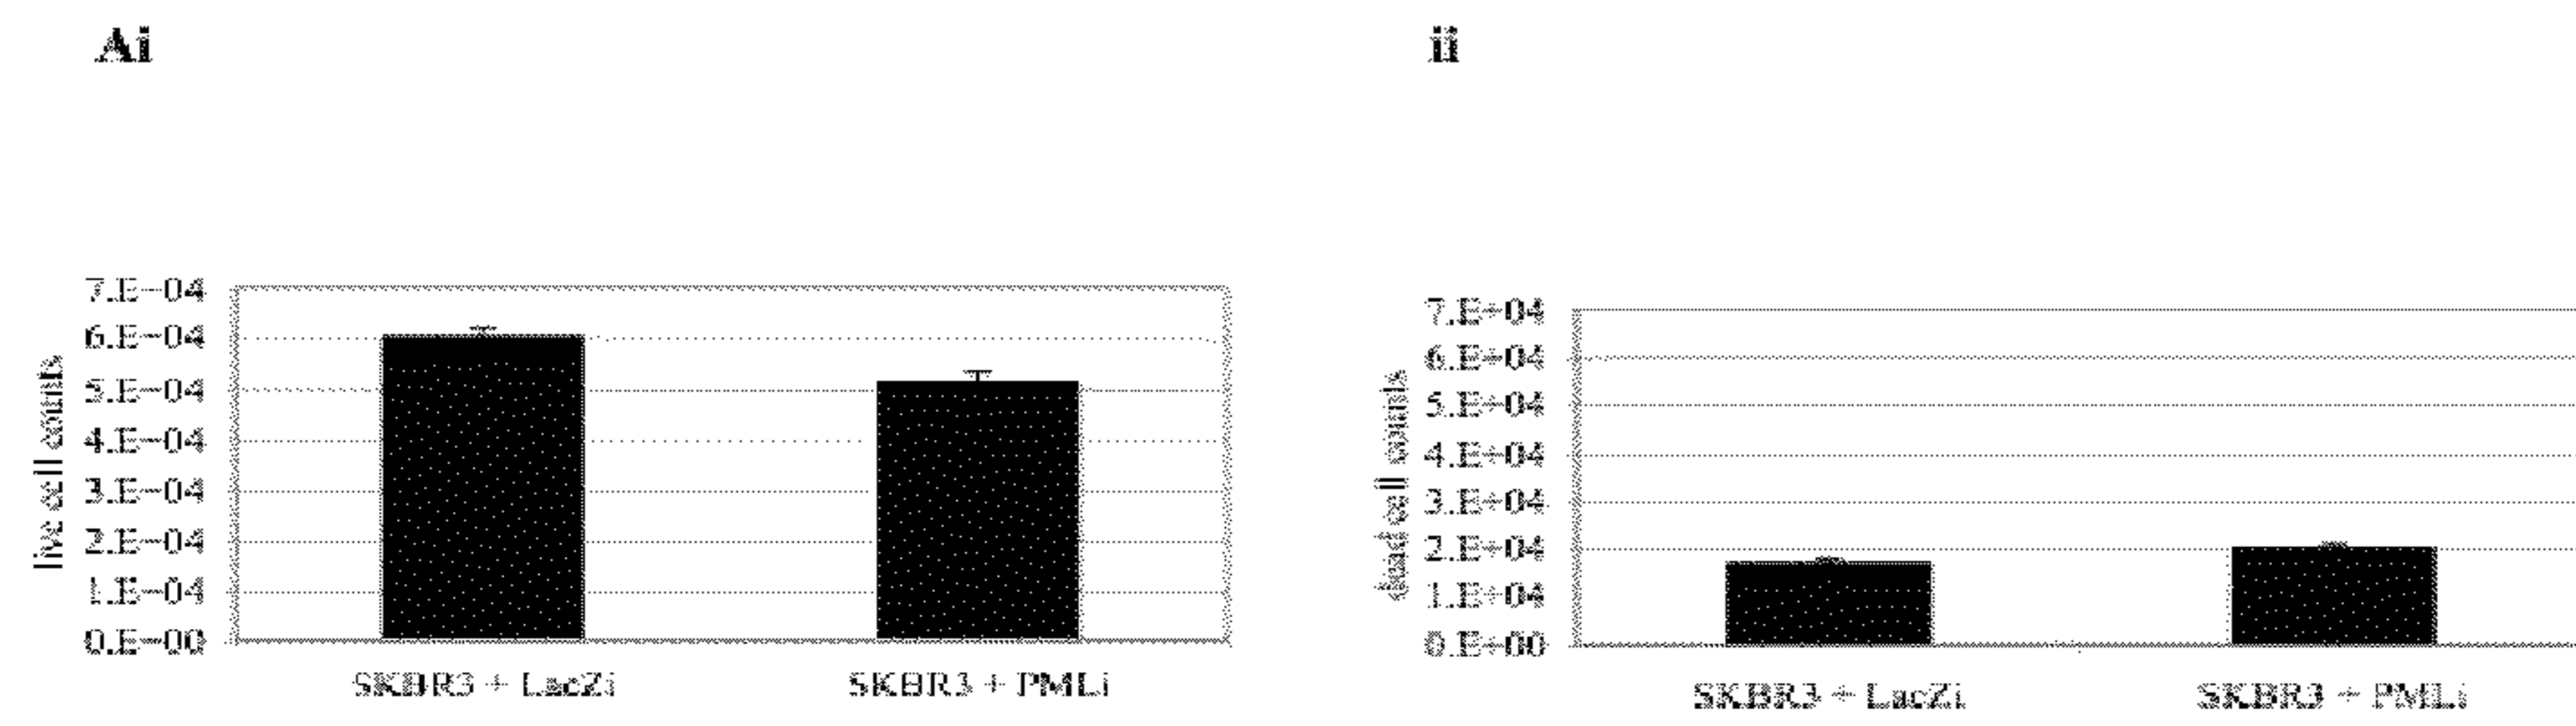 Ai
live cell counts
7.E-04
6.E-04
5.E-04
4.E-04
3.E-04
2.E-04
1.E-04
0.E-00
SKBR3 + LacZi
SKBR3 + PMLi
ii
dead cell counts
7.E+04
6.E+04
5.E+04
4.E+04
3.E+04
2.E+04
1.E+04
0.E+00
SKBR3 + LacZi
SKBR3 + PMLi